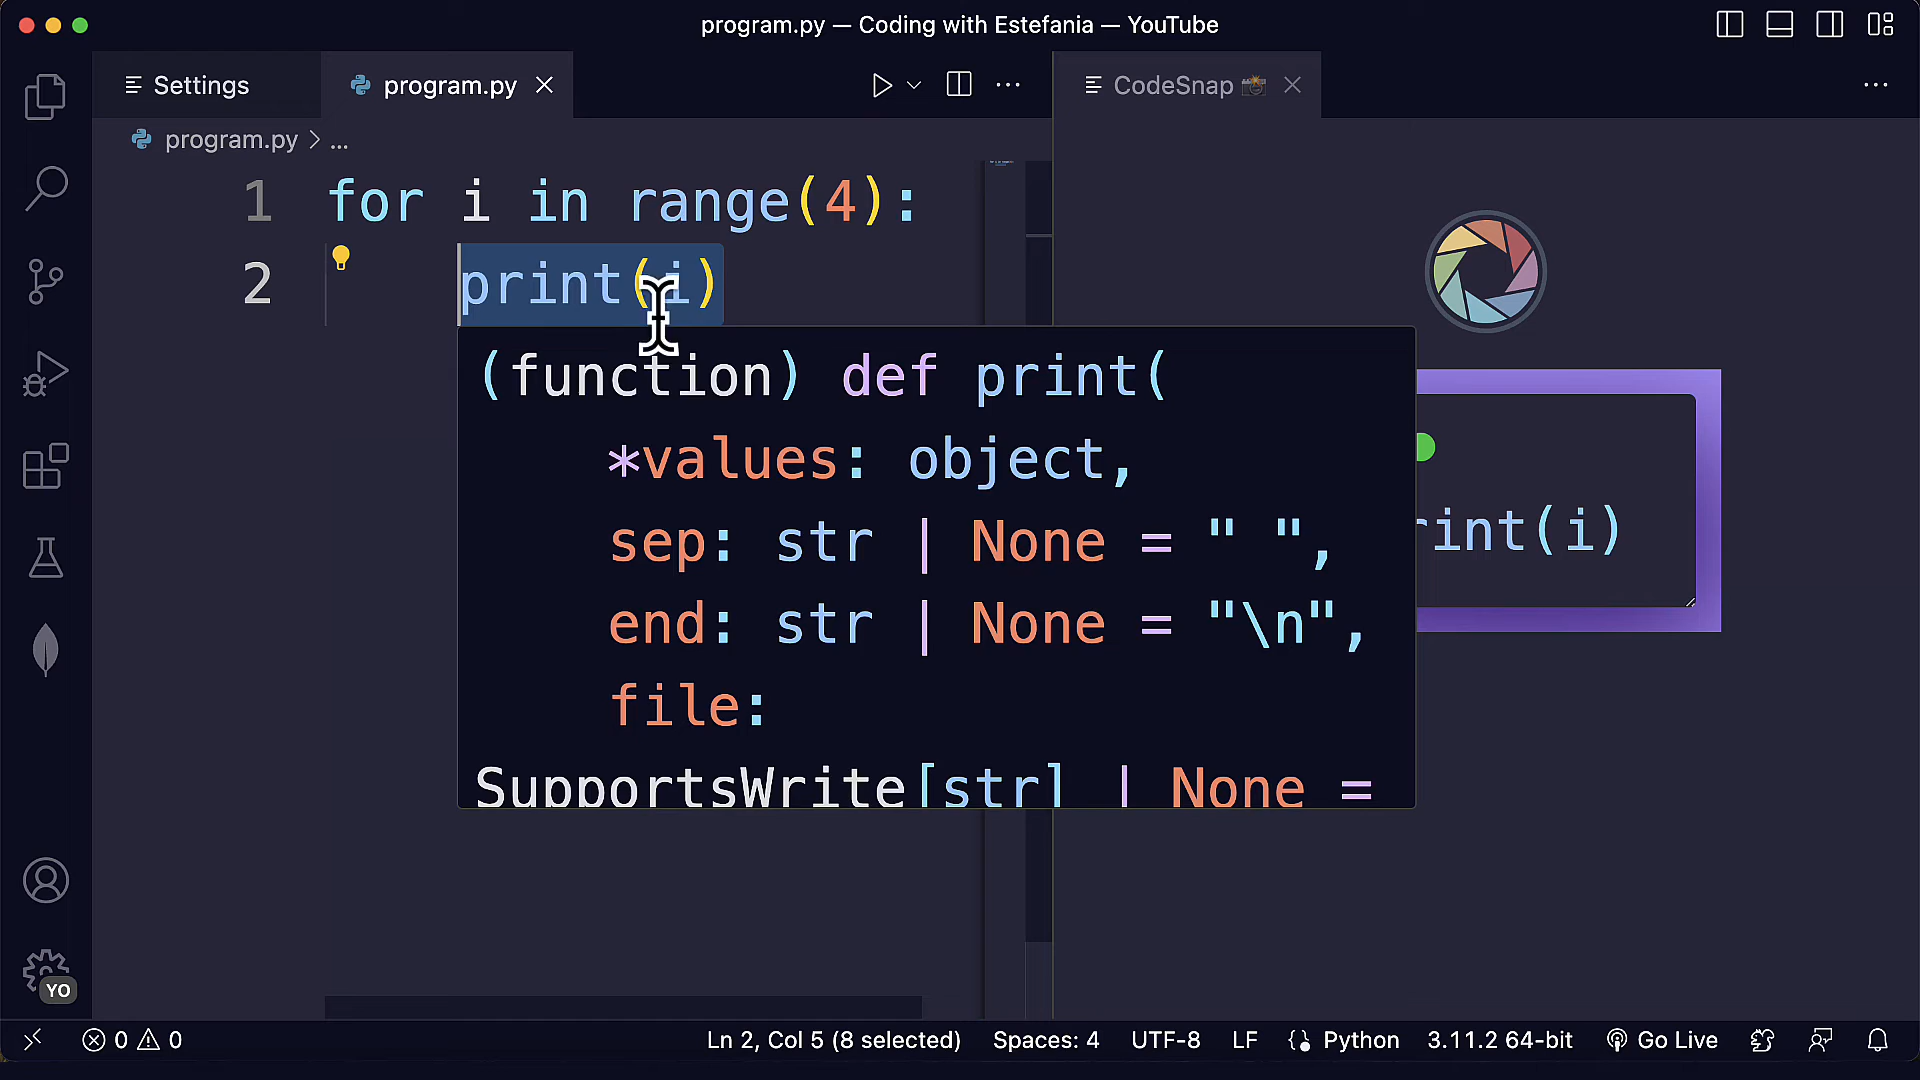 program.py — Coding with Estefania — YouTube
Settings
program.py
CodeSnap
program.py > ...
1 for i in range(4):
2 print(i)
(function) def print(
*values: object,
sep: str | None = " ",
end: str | None = "\n",
file:
SupportsWrite[str] | None =
rint(i)
YO
0 0
Ln 2, Col 5 (8 selected)
Spaces: 4
UTF-8
LF
Python
3.11.2 64-bit
Go Live